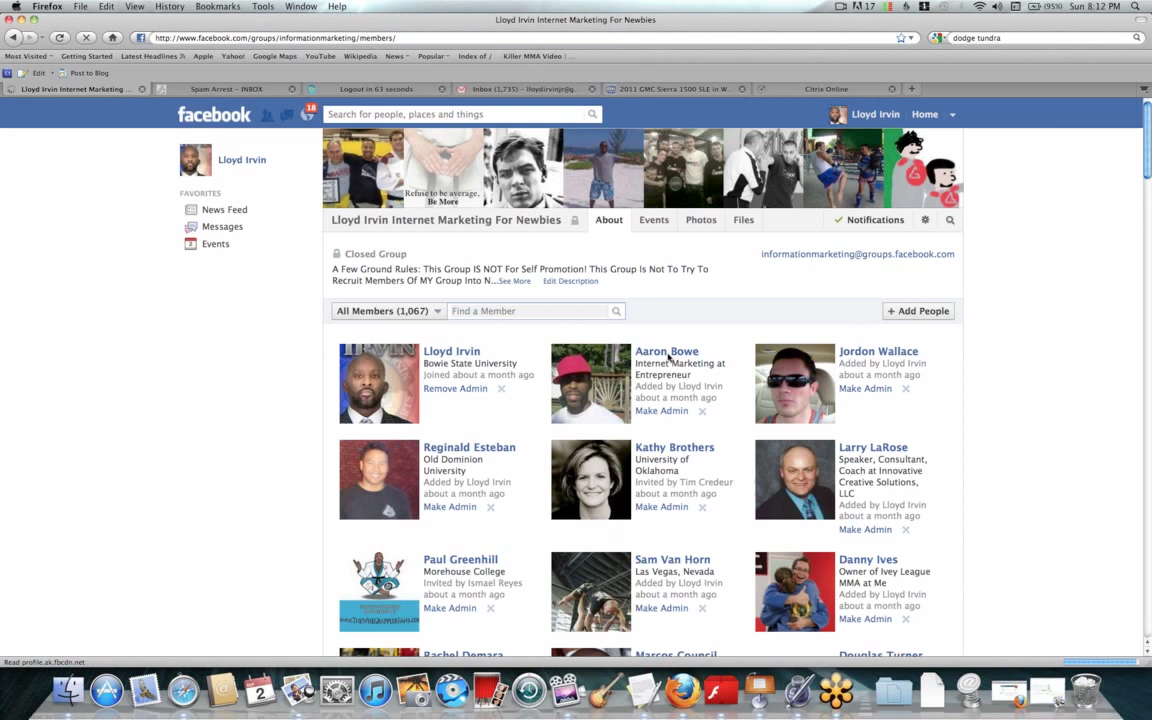 Firefox File Edit View History Bookmarks Tools Window Help 17 (95%) Sun 8:12 PM
Lloyd Irvin Internet Marketing For Newbies
http://www.facebook.com/groups/informationmarketing/members/ dodge tundra
Most Visited Getting Started Latest Headlines Apple Yahoo! Google Maps YouTube Wikipedia News Popular Index of / Killer MMA Video | ...
Edit Post to Blog
Lloyd Irvin Internet Marketing ... Spam Arrest – INBOX Logout in 63 seconds Inbox (1,735) – lloydirvinjr@g... 2011 GMC Sierra 1500 SLE in W... Citrix Online
facebook 18 Search for people, places and things Lloyd Irvin Home
Lloyd Irvin
FAVORITES
News Feed
Messages
Events
Refuse to be average,
Be More
Lloyd Irvin Internet Marketing For Newbies About Events Photos Files Notifications
Closed Group informationmarketing@groups.facebook.com
A Few Ground Rules: This Group IS NOT For Self Promotion! This Group Is Not To Try To
Recruit Members Of MY Group Into N...See More Edit Description
All Members (1,067) Find a Member + Add People
IRVIN
Lloyd Irvin
Bowie State University
Joined about a month ago
Remove Admin
Aaron Bowe
Internet Marketing at
Entrepreneur
Added by Lloyd Irvin
about a month ago
Make Admin
Jordon Wallace
Added by Lloyd Irvin
about a month ago
Make Admin
Reginald Esteban
Old Dominion
University
Added by Lloyd Irvin
about a month ago
Make Admin
Kathy Brothers
University of
Oklahoma
Invited by Tim Credeur
about a month ago
Make Admin
Larry LaRose
Speaker, Consultant,
Coach at Innovative
Creative Solutions,
LLC
Added by Lloyd Irvin
about a month ago
Make Admin
Paul Greenhill
Morehouse College
Invited by Ismael Reyes
about a month ago
Make Admin
Sam Van Horn
Las Vegas, Nevada
Added by Lloyd Irvin
about a month ago
Make Admin
Danny Ives
Owner of Ivey League
MMA at Me
Added by Lloyd Irvin
about a month ago
Make Admin
Rachel Demara Marcos Council Douglas Turner
Read profile.ak.fbcdn.net
2